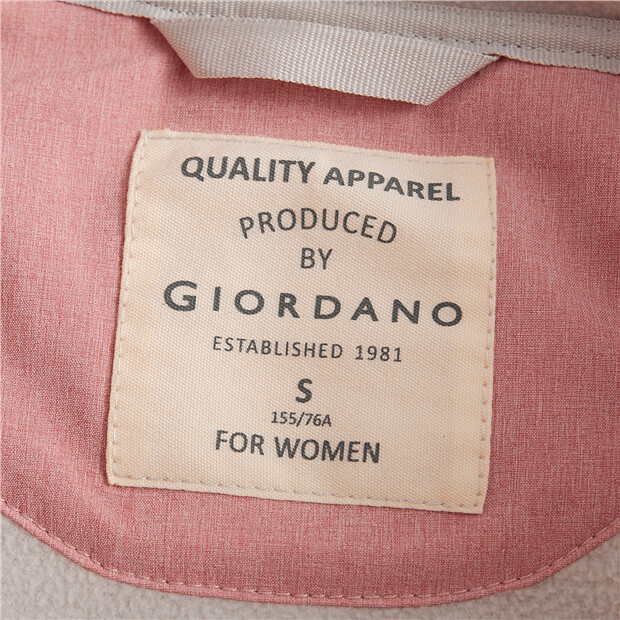 QUALITY APPAREL
PRODUCED
BY
GIORDANO
ESTABLISHED 1981
S
155/76A
FOR WOMEN